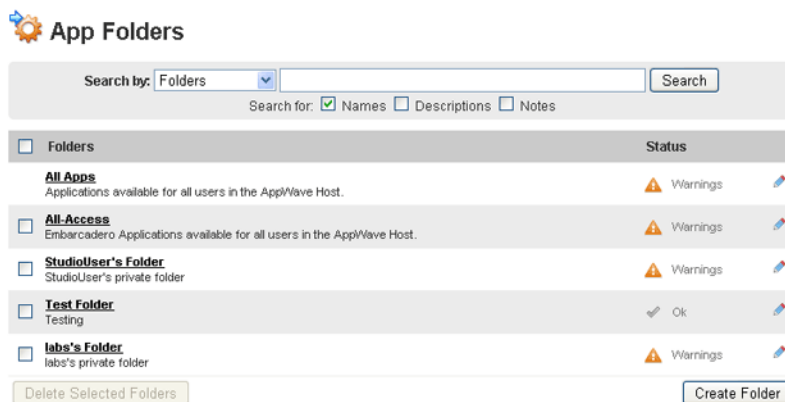 App Folders
Search by: Folders Search
Search for: Names Descriptions Notes
Folders Status
All Apps
Applications available for all users in the AppWave Host.
Warnings
All-Access
Embarcadero Applications available for all users in the AppWave Host.
Warnings
StudioUser's Folder
StudioUser's private folder
Warnings
Test Folder
Testing
Ok
labs's Folder
labs's private folder
Warnings
Delete Selected Folders Create Folder